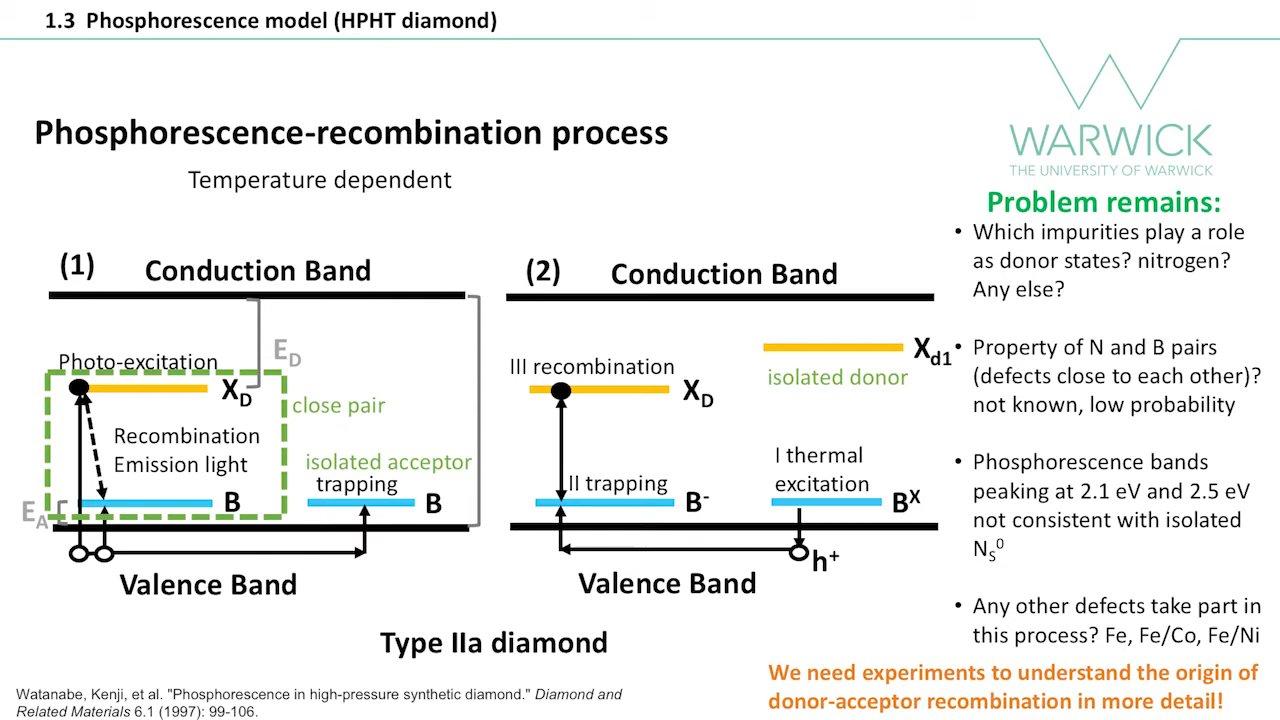 1.3 Phosphorescence model (HPHT diamond)
WARWICK
THE UNIVERSITY OF WARWICK
Phosphorescence-recombination process
Temperature dependent
(1)
Conduction Band
E_D
Photo-excitation
X_D
close pair
Recombination
Emission light
isolated acceptor
trapping
E_A
B
B
Valence Band
(2)
Conduction Band
X_d1
isolated donor
III recombination
X_D
I thermal
excitation
II trapping
B^-
B^X
h^+
Valence Band
Type IIa diamond
Problem remains:
• Which impurities play a role
as donor states? nitrogen?
Any else?
• Property of N and B pairs
(defects close to each other)?
not known, low probability
• Phosphorescence bands
peaking at 2.1 eV and 2.5 eV
not consistent with isolated
N_S^0
• Any other defects take part in
this process? Fe, Fe/Co, Fe/Ni
We need experiments to understand the origin of
donor-acceptor recombination in more detail!
Watanabe, Kenji, et al. "Phosphorescence in high-pressure synthetic diamond." Diamond and
Related Materials 6.1 (1997): 99-106.